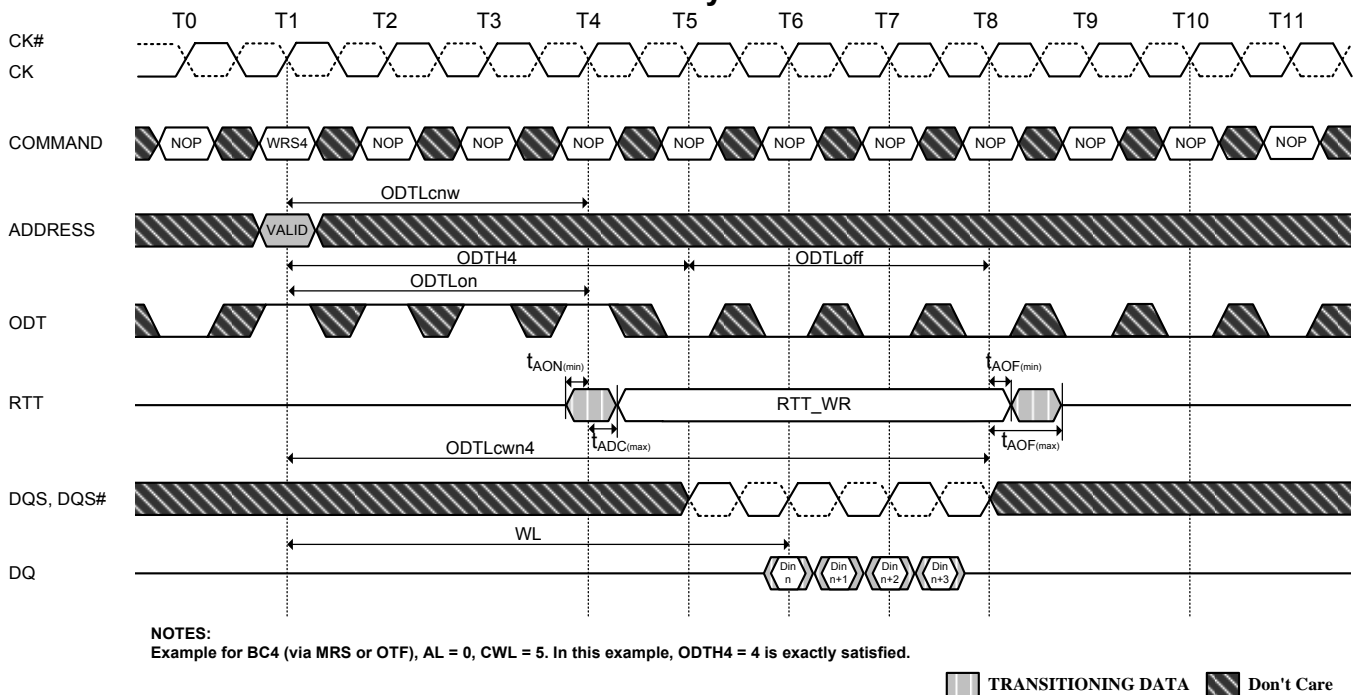 T0 T1 T2 T3 T4 T5 T6 T7 T8 T9 T10 T11
CK#
CK
COMMAND
NOP WRS4 NOP NOP NOP NOP NOP NOP NOP NOP NOP NOP
ODTLcnw
ADDRESS
VALID
ODTH4 ODTLoff
ODTLon
ODT
tAON(min) tAOF(min)
RTT
RTT_WR
tADC(max) tAOF(max)
ODTLcwn4
DQS, DQS#
WL
DQ
Din n Din n+1 Din n+2 Din n+3
NOTES:
Example for BC4 (via MRS or OTF), AL = 0, CWL = 5. In this example, ODTH4 = 4 is exactly satisfied.
TRANSITIONING DATA Don't Care